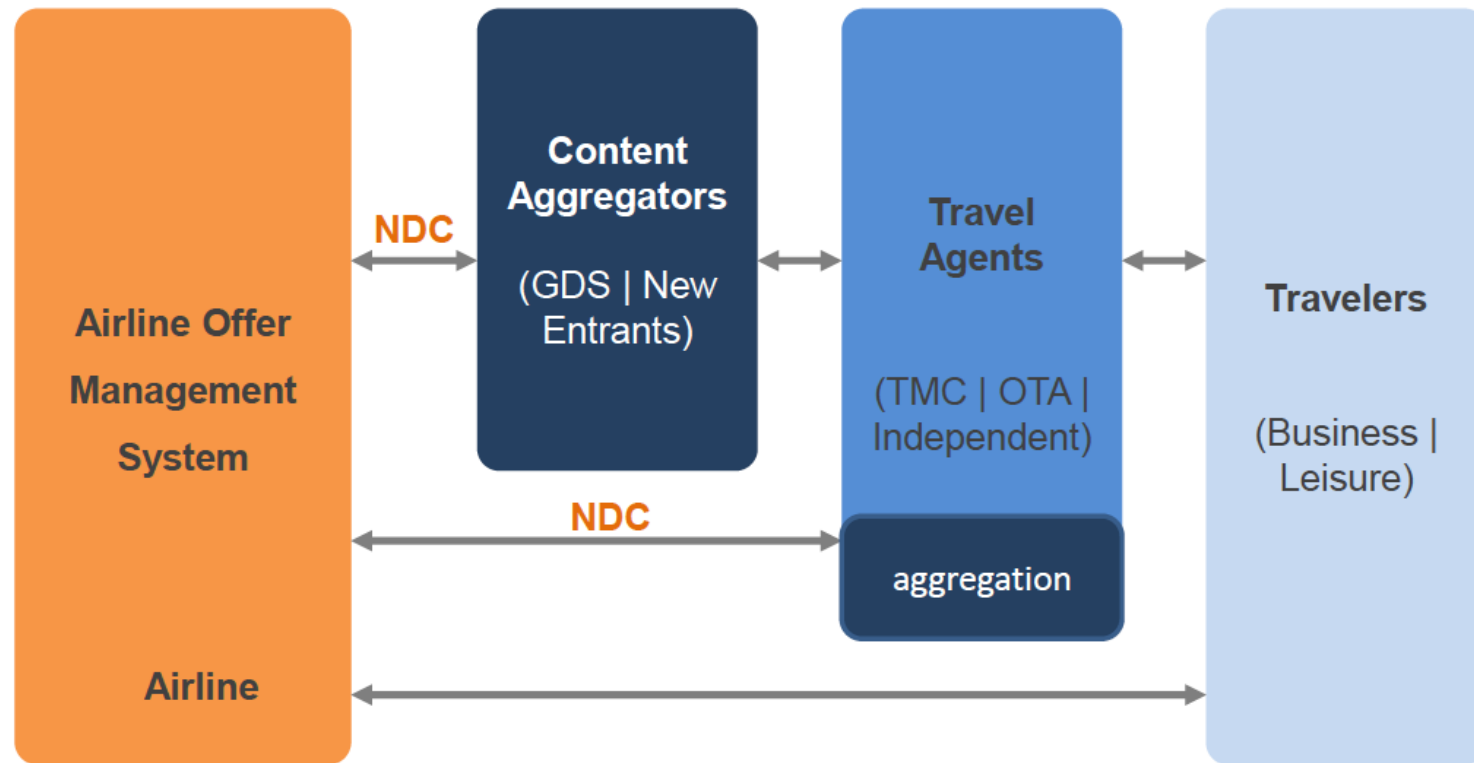 Airline Offer
Management
System
Airline
NDC
Content
Aggregators
(GDS | New
Entrants)
NDC
Travel
Agents
(TMC | OTA |
Independent)
aggregation
Travelers
(Business |
Leisure)